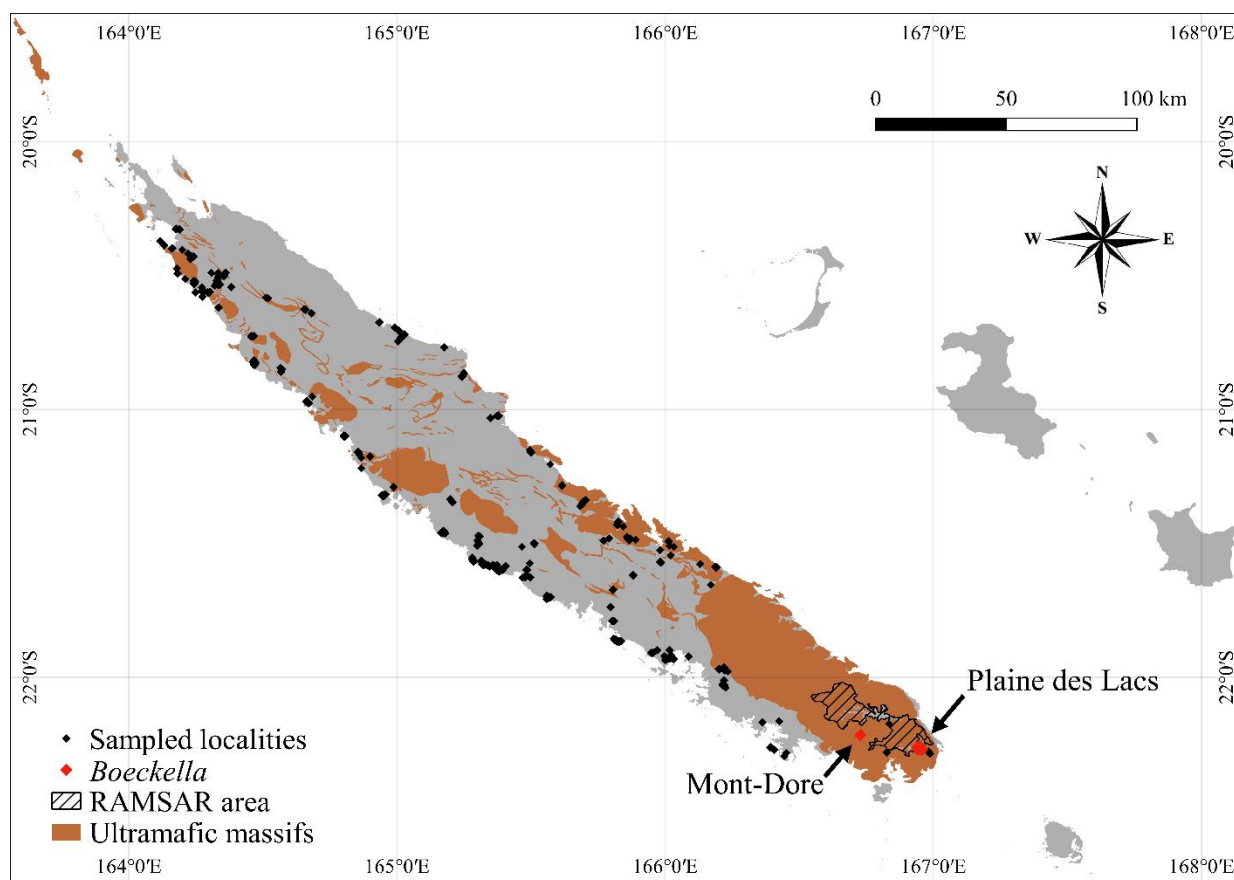 164°0′E 165°0′E 166°0′E 167°0′E 168°0′E
0 50 100 km
20°0′S 20°0′S
N
W E
S
21°0′S 21°0′S
22°0′S 22°0′S
Plaine des Lacs
Mont-Dore
Sampled localities
Boeckella
RAMSAR area
Ultramafic massifs
164°0′E 165°0′E 166°0′E 167°0′E 168°0′E